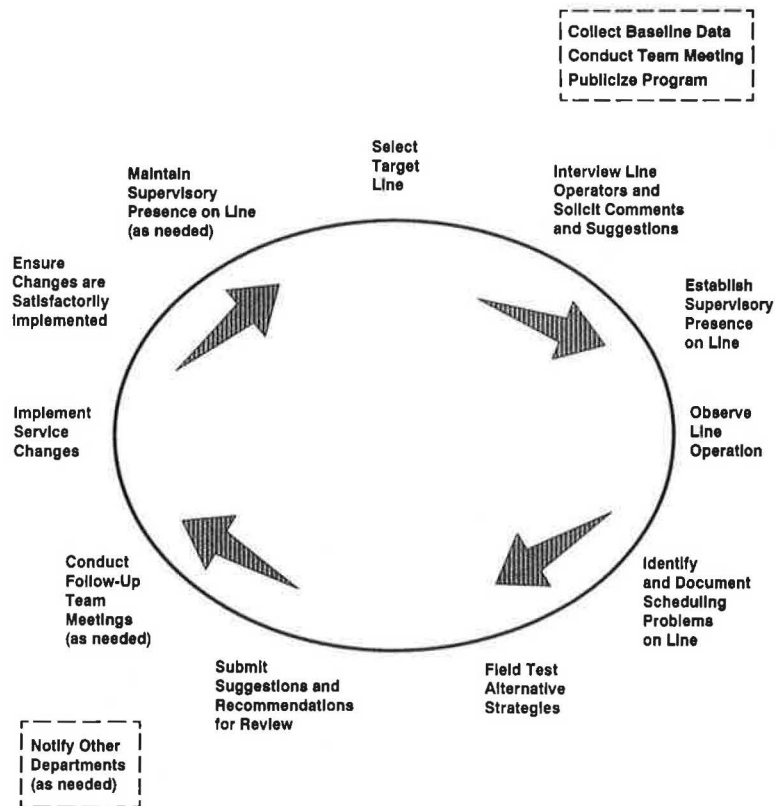 Collect Baseline Data
Conduct Team Meeting
Publicize Program
Select
Target
Line
Interview Line
Operators and
Solicit Comments
and Suggestions
Establish
Supervisory
Presence
on Line
Observe
Line
Operation
Identify
and Document
Scheduling
Problems
on Line
Field Test
Alternative
Strategies
Submit
Suggestions and
Recommendations
for Review
Conduct
Follow-Up
Team
Meetings
(as needed)
Notify Other
Departments
(as needed)
Implement
Service
Changes
Ensure
Changes are
Satisfactorily
Implemented
Maintain
Supervisory
Presence on Line
(as needed)